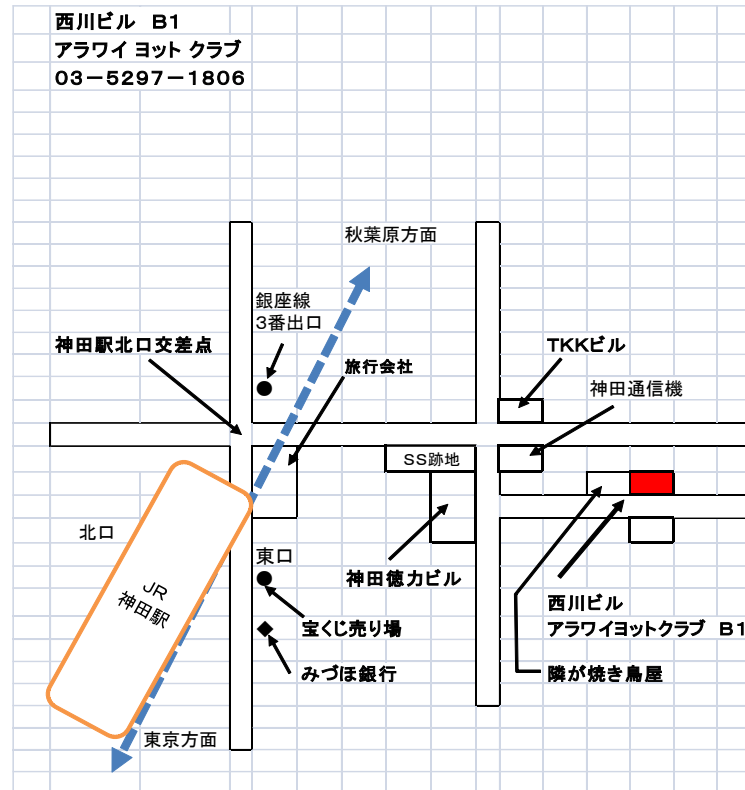 西川ビル B1
アラワイ ヨット クラブ
03－5297－1806
秋葉原方面
銀座線
3番出口
神田駅北口交差点
旅行会社
TKKビル
神田通信機
SS跡地
北口
東口
JR
神田駅
神田徳力ビル
宝くじ売り場
みづほ銀行
西川ビル
アラワイヨットクラブ B1
隣が焼き鳥屋
東京方面